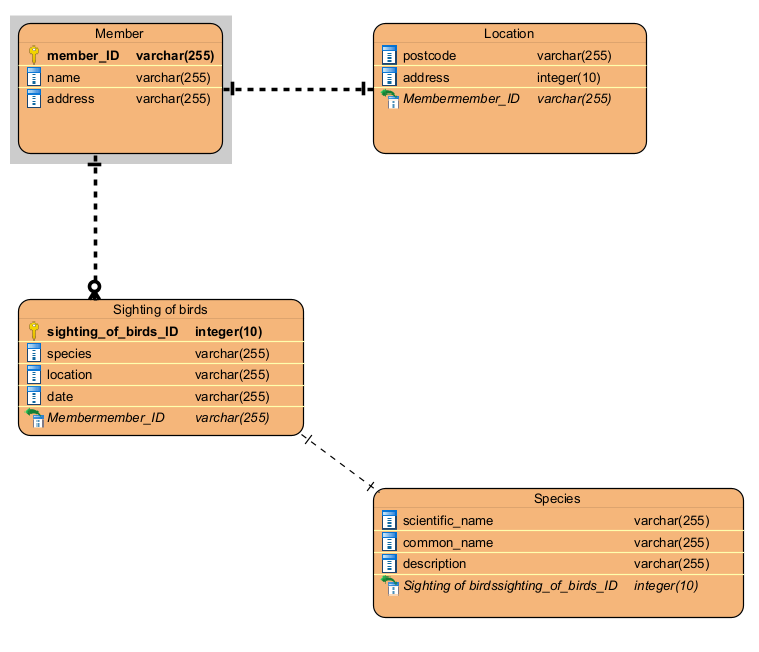 Member
member_ID varchar(255)
name varchar(255)
address varchar(255)
Location
postcode varchar(255)
address integer(10)
Membermember_ID varchar(255)
Sighting of birds
sighting_of_birds_ID integer(10)
species varchar(255)
location varchar(255)
date varchar(255)
Membermember_ID varchar(255)
Species
scientific_name varchar(255)
common_name varchar(255)
description varchar(255)
Sighting of birdssighting_of_birds_ID integer(10)